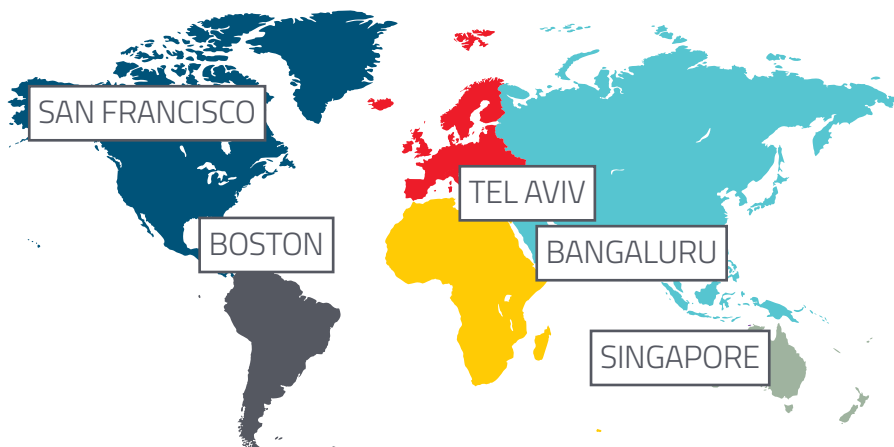 SAN FRANCISCO
TEL AVIV
BOSTON
BANGALURU
SINGAPORE